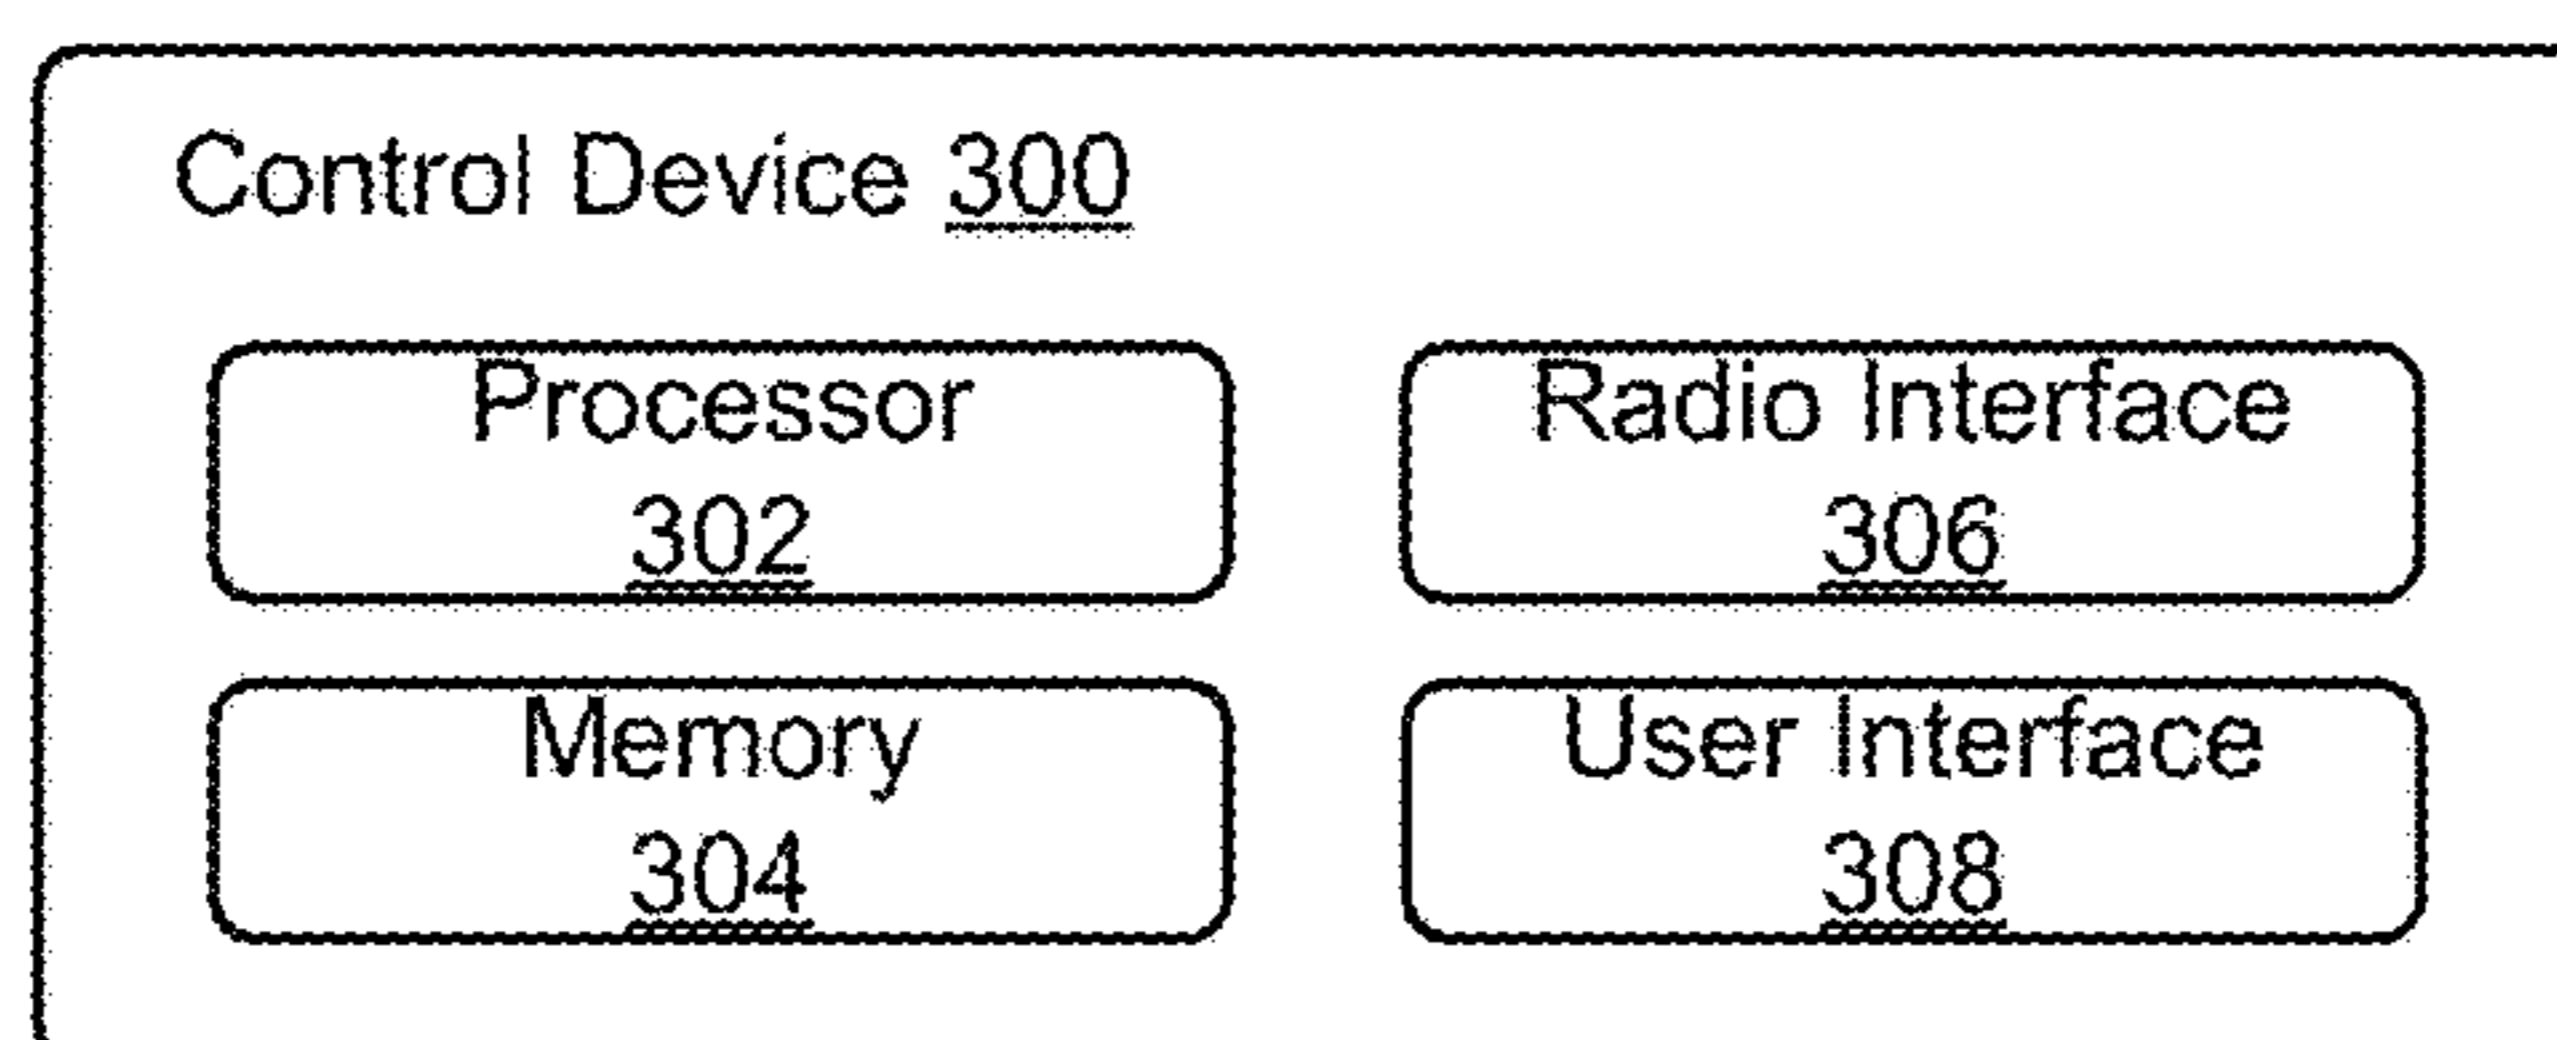 Control Device 300
Processor
302
Radio Interface
306
Memory
304
User Interface
308